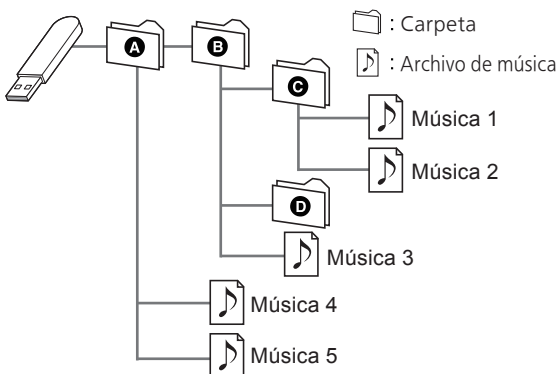 A B
: Carpeta
: Archivo de música
C
Música 1
Música 2
D
Música 3
Música 4
Música 5